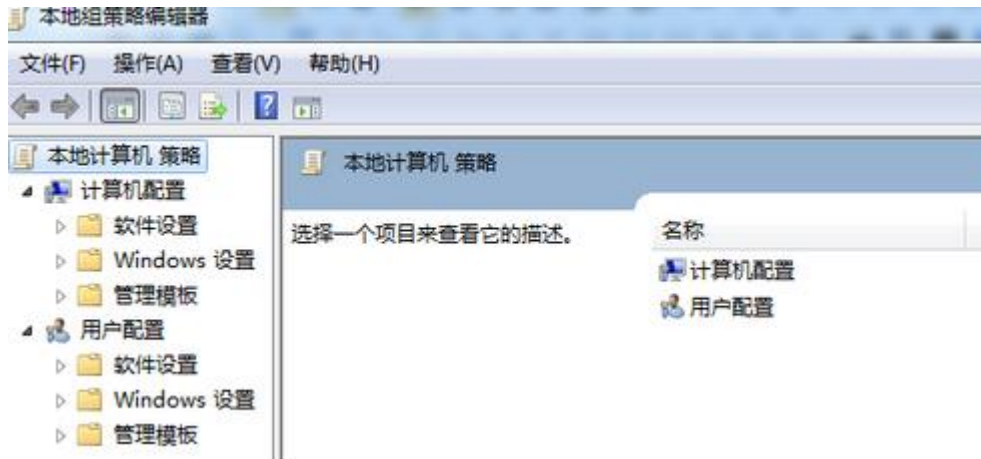 本地组策略编辑器
文件(F) 操作(A) 查看(V) 帮助(H)
本地计算机 策略
计算机配置
软件设置
Windows 设置
管理模板
用户配置
软件设置
Windows 设置
管理模板
本地计算机 策略
选择一个项目来查看它的描述。
名称
计算机配置
用户配置